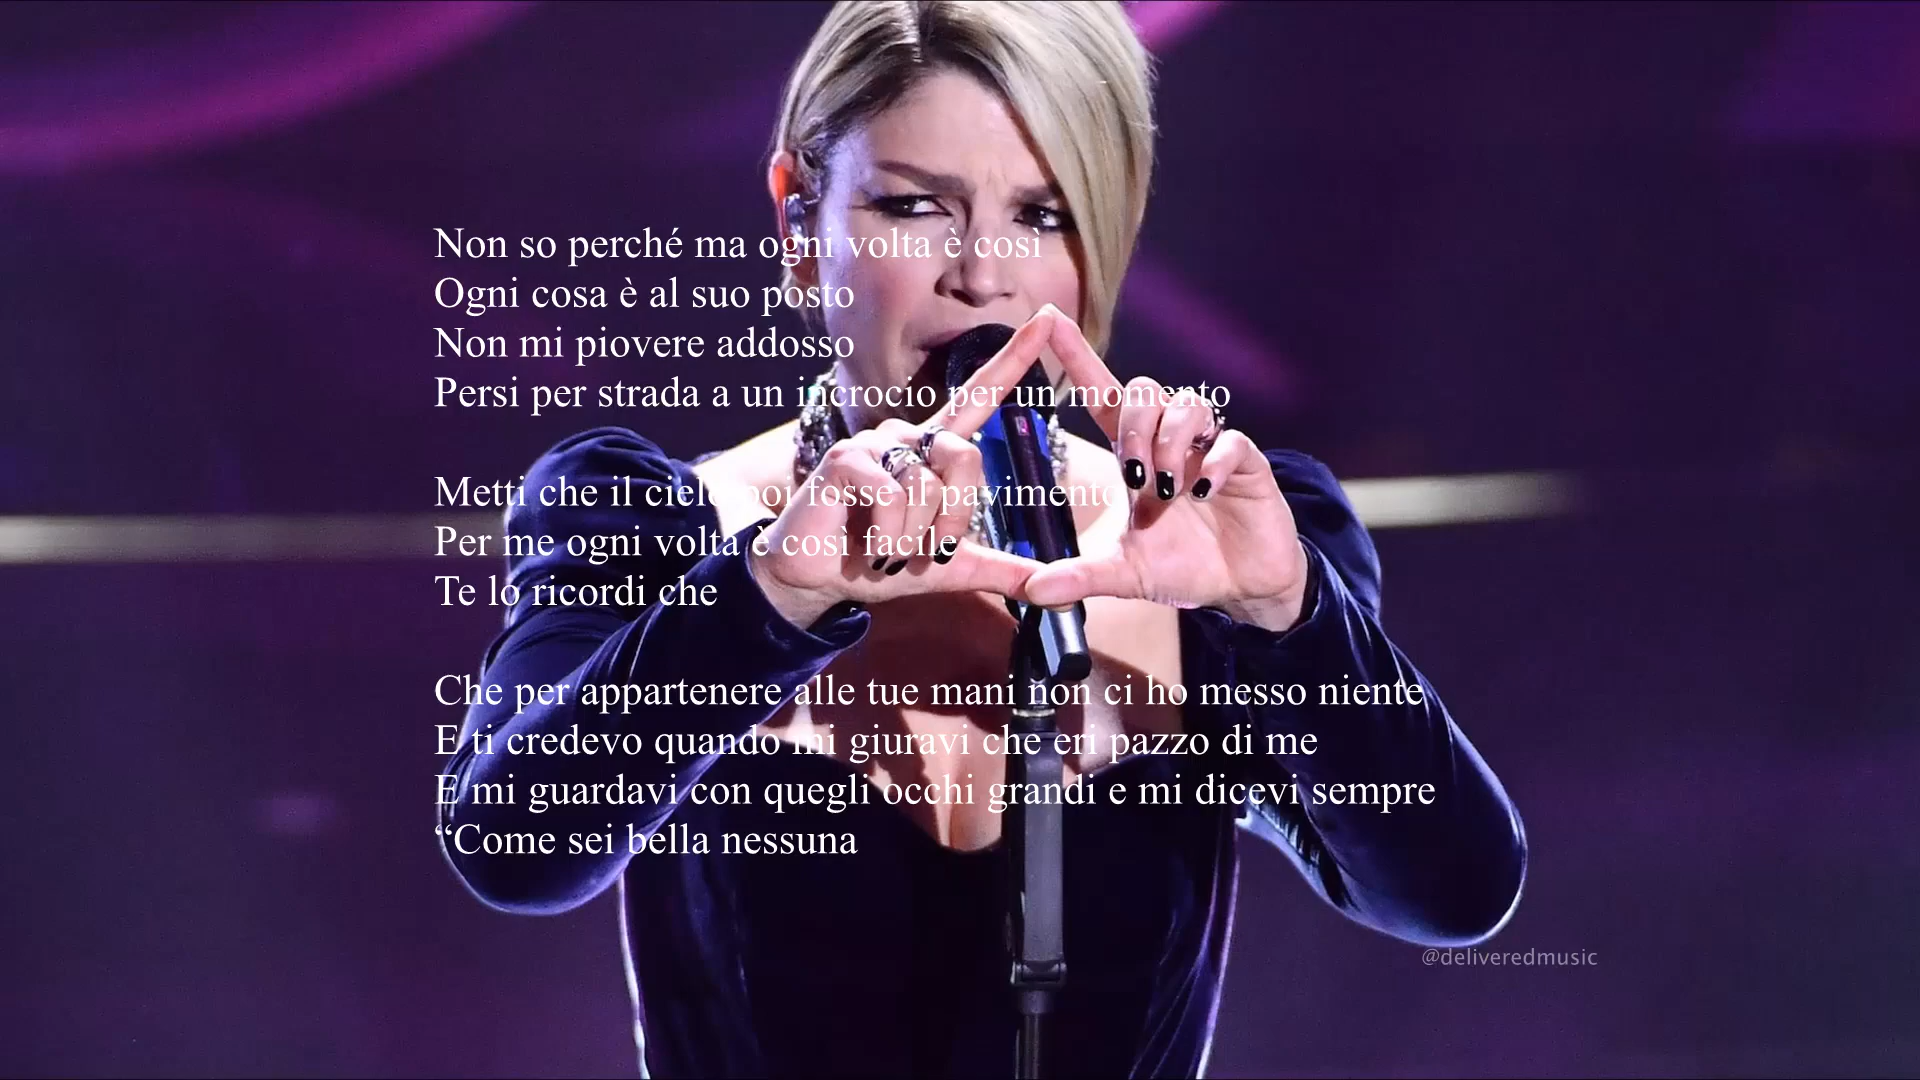 Non so perché ma ogni volta è così
Ogni cosa è al suo posto
Non mi piovere addosso
Persi per strada a un incrocio per un momento
Metti che il cielo poi fosse il pavimento
Per me ogni volta è così facile
Te lo ricordi che
Che per appartenere alle tue mani non ci ho messo niente
E ti credevo quando mi giuravi che eri pazzo di me
E mi guardavi con quegli occhi grandi e mi dicevi sempre
“Come sei bella nessuna
@deliveredmusic